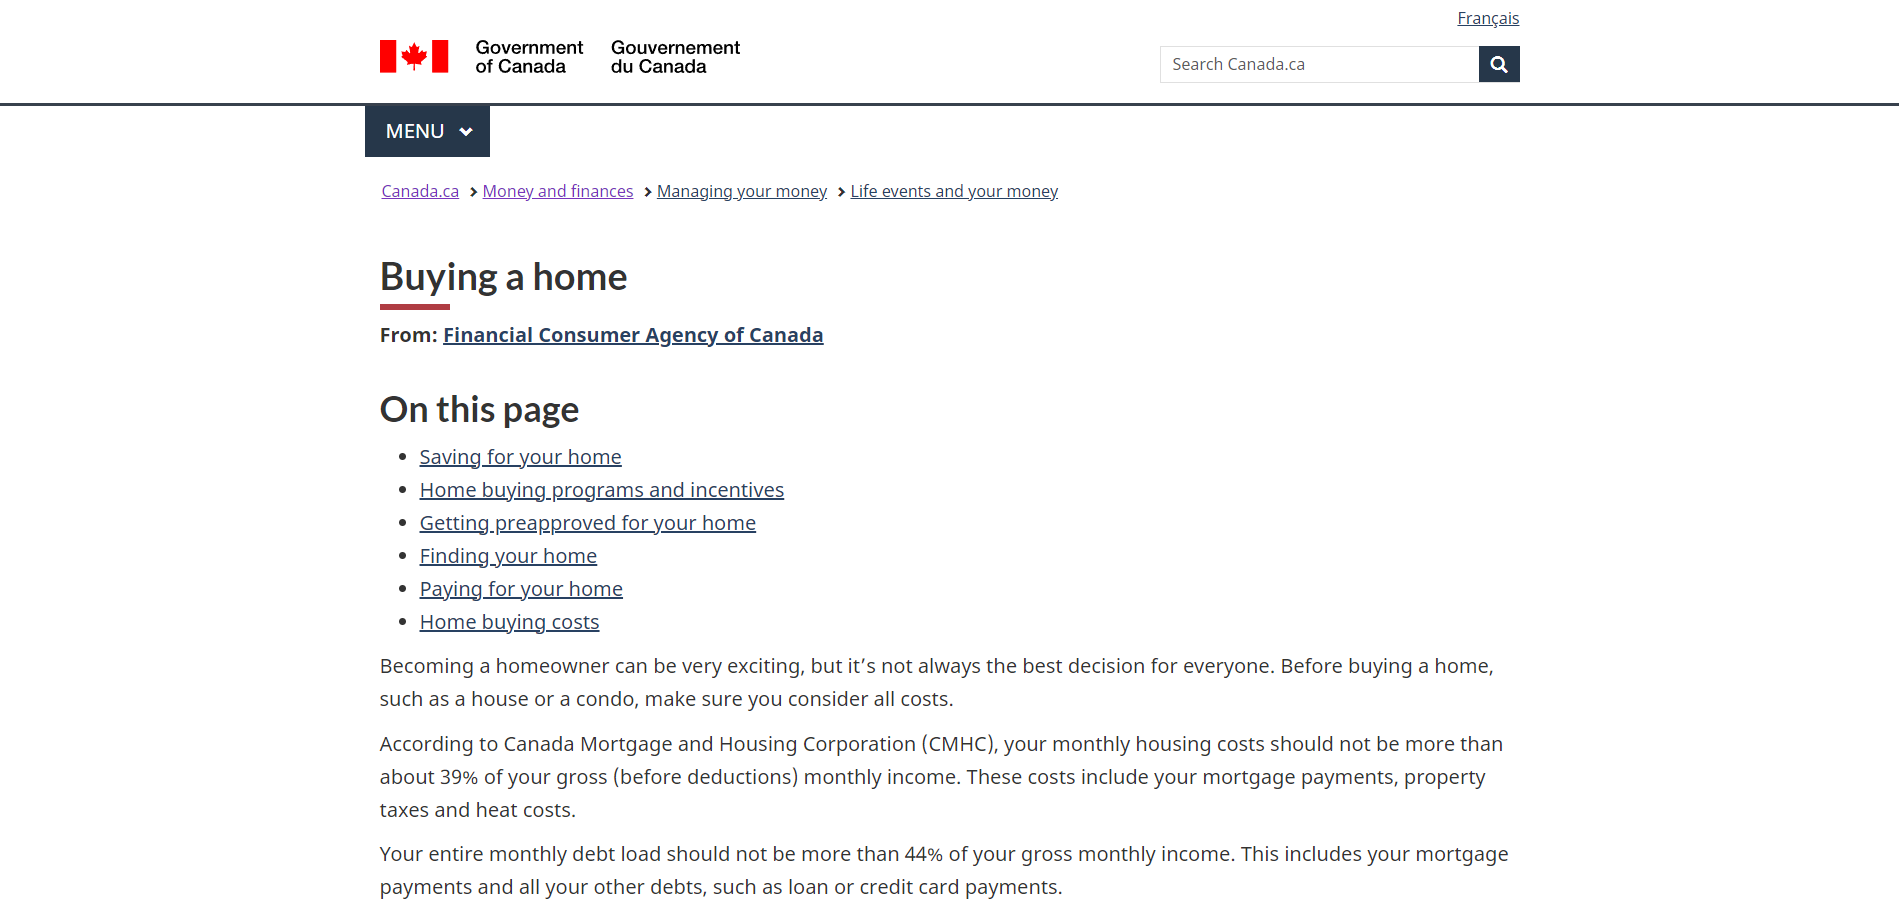 Français
Government
of Canada
Gouvernement
du Canada
Search Canada.ca
MENU
Canada.ca Money and finances Managing your money Life events and your money
Buying a home
From: Financial Consumer Agency of Canada
On this page
• Saving for your home
• Home buying programs and incentives
• Getting preapproved for your home
• Finding your home
• Paying for your home
• Home buying costs
Becoming a homeowner can be very exciting, but it’s not always the best decision for everyone. Before buying a home,
such as a house or a condo, make sure you consider all costs.
According to Canada Mortgage and Housing Corporation (CMHC), your monthly housing costs should not be more than
about 39% of your gross (before deductions) monthly income. These costs include your mortgage payments, property
taxes and heat costs.
Your entire monthly debt load should not be more than 44% of your gross monthly income. This includes your mortgage
payments and all your other debts, such as loan or credit card payments.